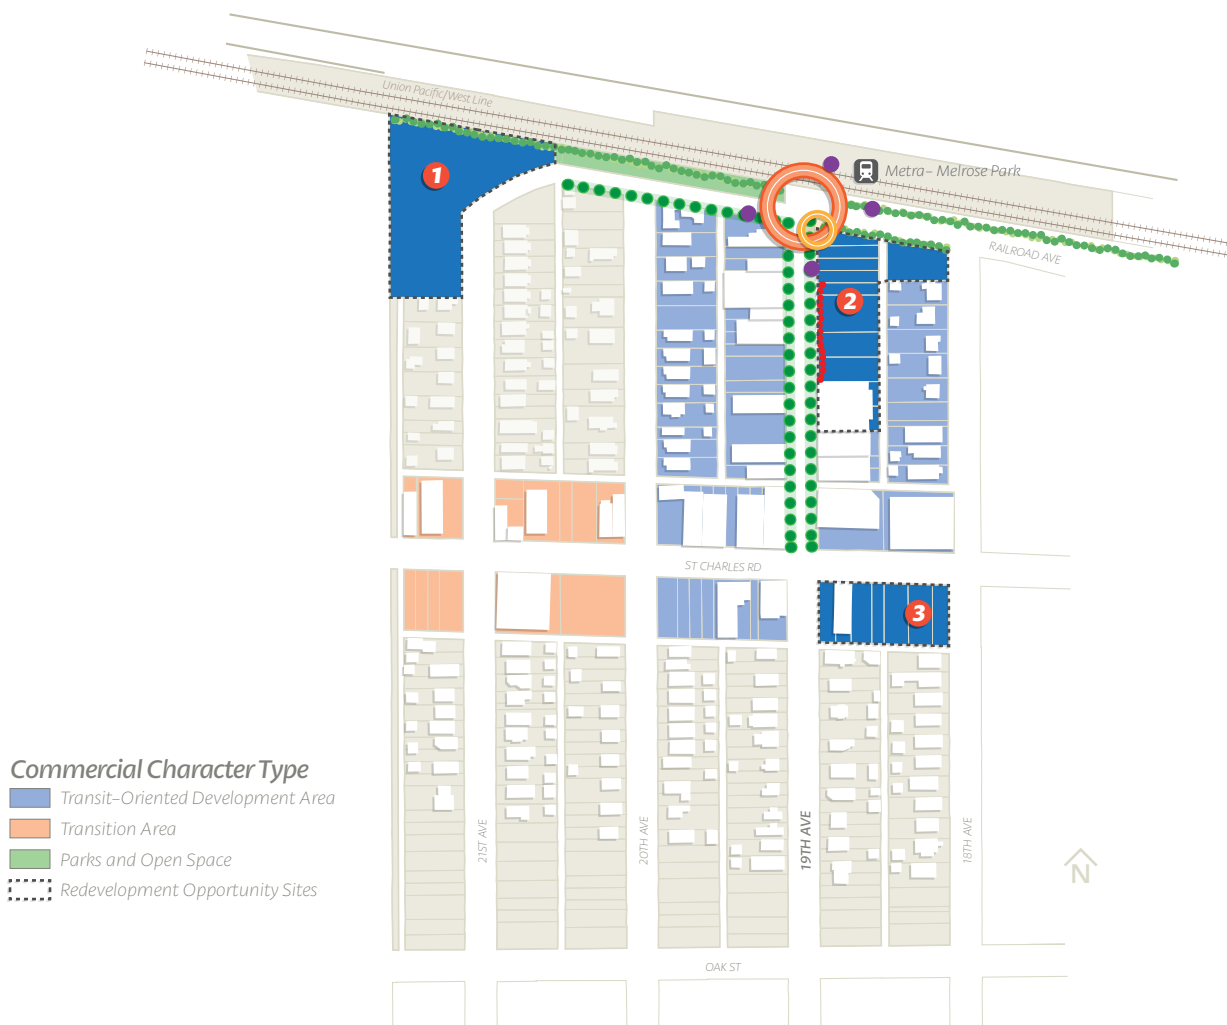 Union Pacific/West Line
1
Metra– Melrose Park
RAILROAD AVE
2
ST CHARLES RD
3
Commercial Character Type
Transit–Oriented Development Area
Transition Area
Parks and Open Space
Redevelopment Opportunity Sites
21ST AVE
20TH AVE
19TH AVE
18TH AVE
N
OAK ST